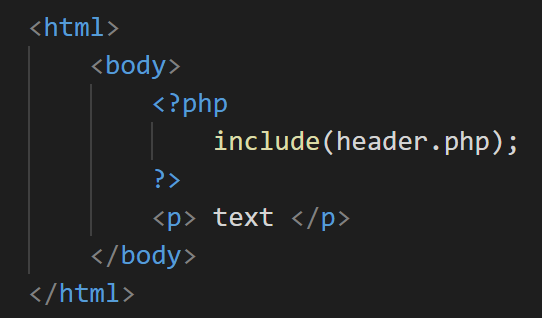 <html>
<body>
<?php
include(header.php);
?>
<p> text </p>
</body>
</html>